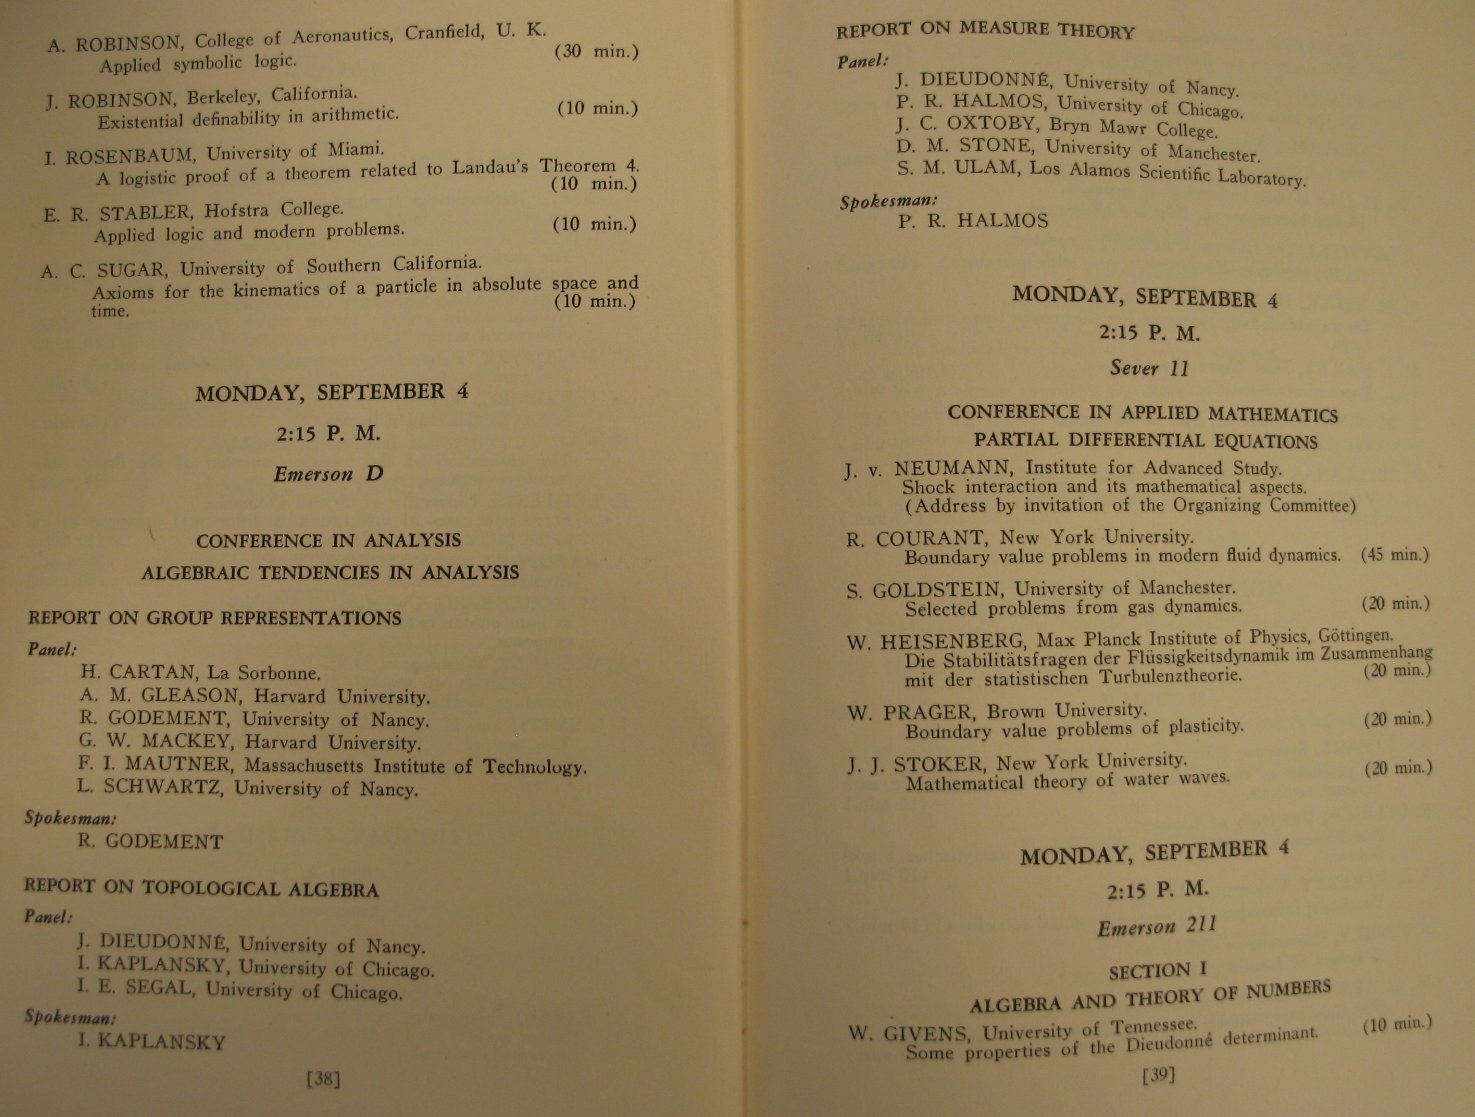 A. ROBINSON, College of Aeronautics, Cranfield, U. K.
Applied symbolic logic. (30 min.)
J. ROBINSON, Berkeley, California.
Existential definability in arithmetic. (10 min.)
I. ROSENBAUM, University of Miami.
A logistic proof of a theorem related to Landau's Theorem 4.
(10 min.)
E. R. STABLER, Hofstra College.
Applied logic and modern problems. (10 min.)
A. C. SUGAR, University of Southern California.
Axioms for the kinematics of a particle in absolute space and
time. (10 min.)
MONDAY, SEPTEMBER 4
2:15 P. M.
Emerson D
CONFERENCE IN ANALYSIS
ALGEBRAIC TENDENCIES IN ANALYSIS
REPORT ON GROUP REPRESENTATIONS
Panel:
H. CARTAN, La Sorbonne.
A. M. GLEASON, Harvard University.
R. GODEMENT, University of Nancy.
G. W. MACKEY, Harvard University.
F. I. MAUTNER, Massachusetts Institute of Technology.
L. SCHWARTZ, University of Nancy.
Spokesman:
R. GODEMENT
REPORT ON TOPOLOGICAL ALGEBRA
Panel:
J. DIEUDONNÉ, University of Nancy.
I. KAPLANSKY, University of Chicago.
I. E. SEGAL, University of Chicago.
Spokesman:
I. KAPLANSKY
[38]
REPORT ON MEASURE THEORY
Panel:
J. DIEUDONNÉ, University of Nancy.
P. R. HALMOS, University of Chicago.
J. C. OXTOBY, Bryn Mawr College.
D. M. STONE, University of Manchester.
S. M. ULAM, Los Alamos Scientific Laboratory.
Spokesman:
P. R. HALMOS
MONDAY, SEPTEMBER 4
2:15 P. M.
Sever 11
CONFERENCE IN APPLIED MATHEMATICS
PARTIAL DIFFERENTIAL EQUATIONS
J. v. NEUMANN, Institute for Advanced Study.
Shock interaction and its mathematical aspects.
(Address by invitation of the Organizing Committee)
R. COURANT, New York University.
Boundary value problems in modern fluid dynamics. (45 min.)
S. GOLDSTEIN, University of Manchester.
Selected problems from gas dynamics. (20 min.)
W. HEISENBERG, Max Planck Institute of Physics, Göttingen.
Die Stabilitätsfragen der Flüssigkeitsdynamik im Zusammenhang
mit der statistischen Turbulenztheorie. (20 min.)
W. PRAGER, Brown University.
Boundary value problems of plasticity. (20 min.)
J. J. STOKER, New York University.
Mathematical theory of water waves. (20 min.)
MONDAY, SEPTEMBER 4
2:15 P. M.
Emerson 211
SECTION I
ALGEBRA AND THEORY OF NUMBERS
W. GIVENS, University of Tennessee.
Some properties of the Dieudonné determinant. (10 min.)
[39]